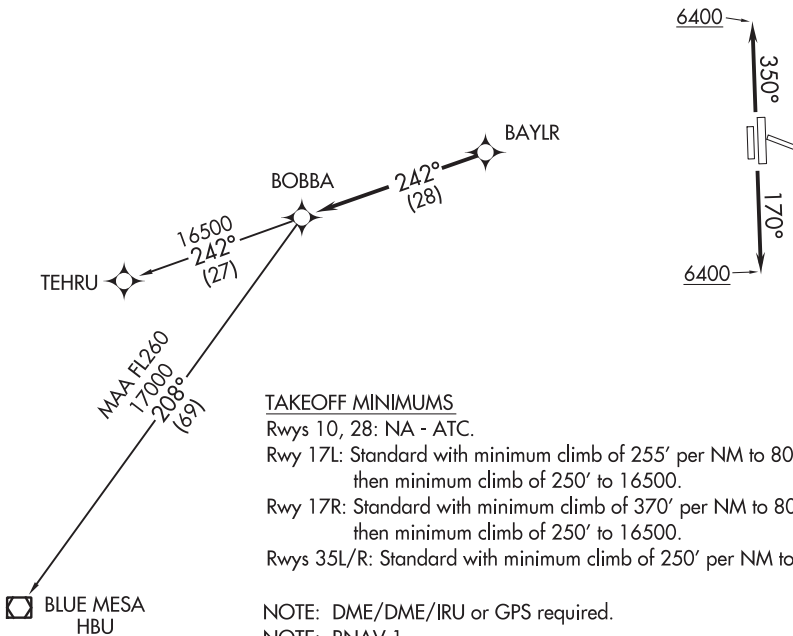 6400
350°
BAYLR
BOBBA
242°
(28)
170°
16500
242°
(27)
TEHRU
6400
MAA FL260
17000
208°
(69)
TAKEOFF MINIMUMS
Rwys 10, 28: NA - ATC.
Rwy 17L: Standard with minimum climb of 255' per NM to 80
then minimum climb of 250' to 16500.
Rwy 17R: Standard with minimum climb of 370' per NM to 80
then minimum climb of 250' to 16500.
Rwys 35L/R: Standard with minimum climb of 250' per NM to
BLUE MESA
HBU
NOTE: DME/DME/IRU or GPS required.
NOTE: RNAV 1